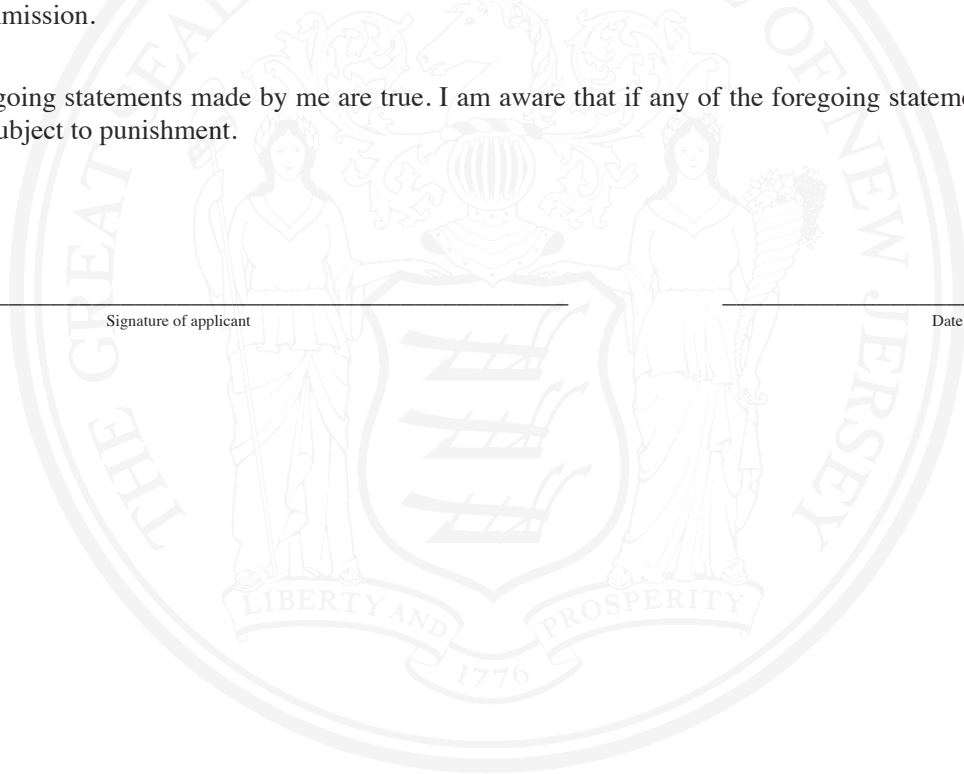 mission.
going statements made by me are true. I am aware that if any of the foregoing stateme
ubject to punishment.
Signature of applicant
Date
THE GREAT SEAL OF NEW JERSEY
LIBERTY AND PROSPERITY
1776